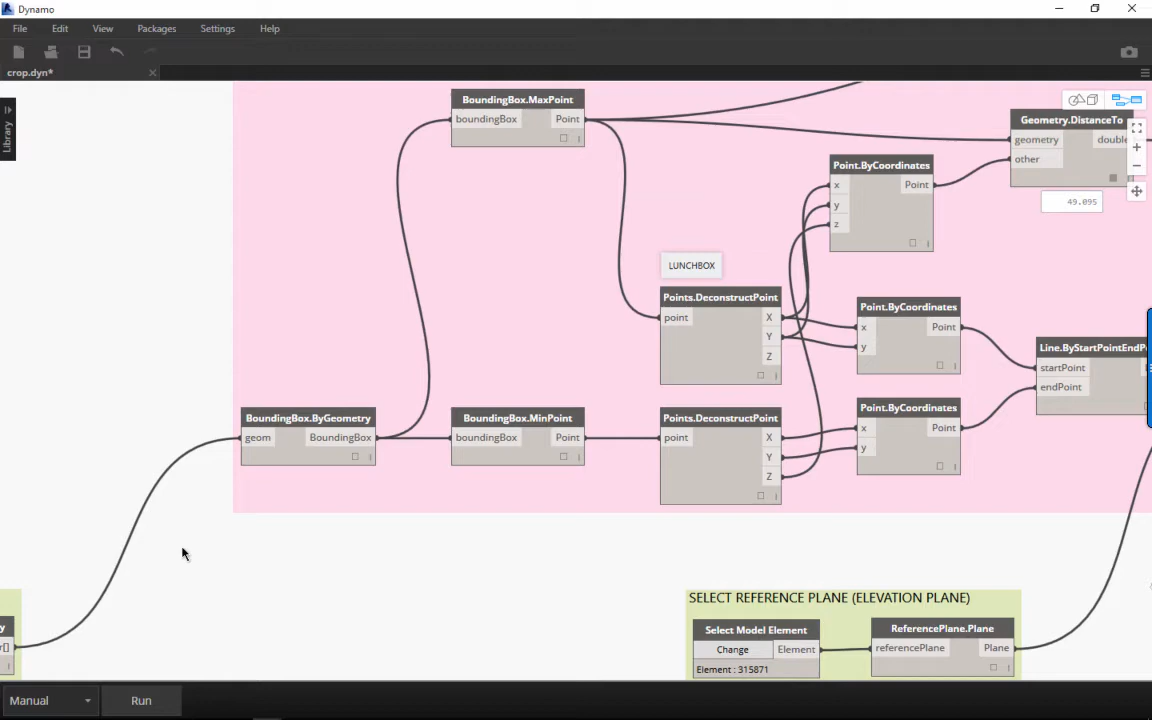 Dynamo
File Edit View Packages Settings Help
crop.dyn*
Library
BoundingBox.MaxPoint
boundingBox Point
Geometry.DistanceTo
geometry double
other
49.095
Point.ByCoordinates
x Point
y
z
LUNCHBOX
Points.DeconstructPoint
point X
Y
Z
Point.ByCoordinates
x Point
y
Line.ByStartPointEndPo
startPoint
endPoint
BoundingBox.ByGeometry
geom BoundingBox
BoundingBox.MinPoint
boundingBox Point
Points.DeconstructPoint
point X
Y
Z
Point.ByCoordinates
x Point
y
SELECT REFERENCE PLANE (ELEVATION PLANE)
Select Model Element
Change Element
Element : 315871
ReferencePlane.Plane
referencePlane Plane
y
r[]
Manual Run